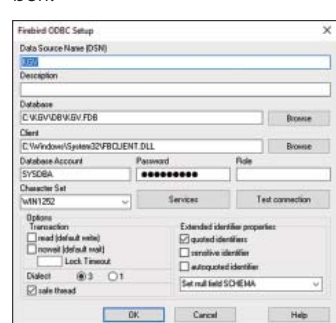 Firebird ODBC Setup
Data Source Name (DSN)
KGV
Description
Database
C:\KGV\DB\KGV.FDB
Browse
Client
C:\Windows\System32\FBCLIENT.DLL
Browse
Database Account Password Role
SYSDBA ●●●●●●●●●
Character Set
WIN1252 Services Test connection
Options
Transaction Extended identifier properties
read (default write) quoted identifiers
nowait (default wait) sensitive identifier
Lock Timeout autoquoted identifier
Dialect 3 1 Set null field SCHEMA
safe thread
OK Cancel Help